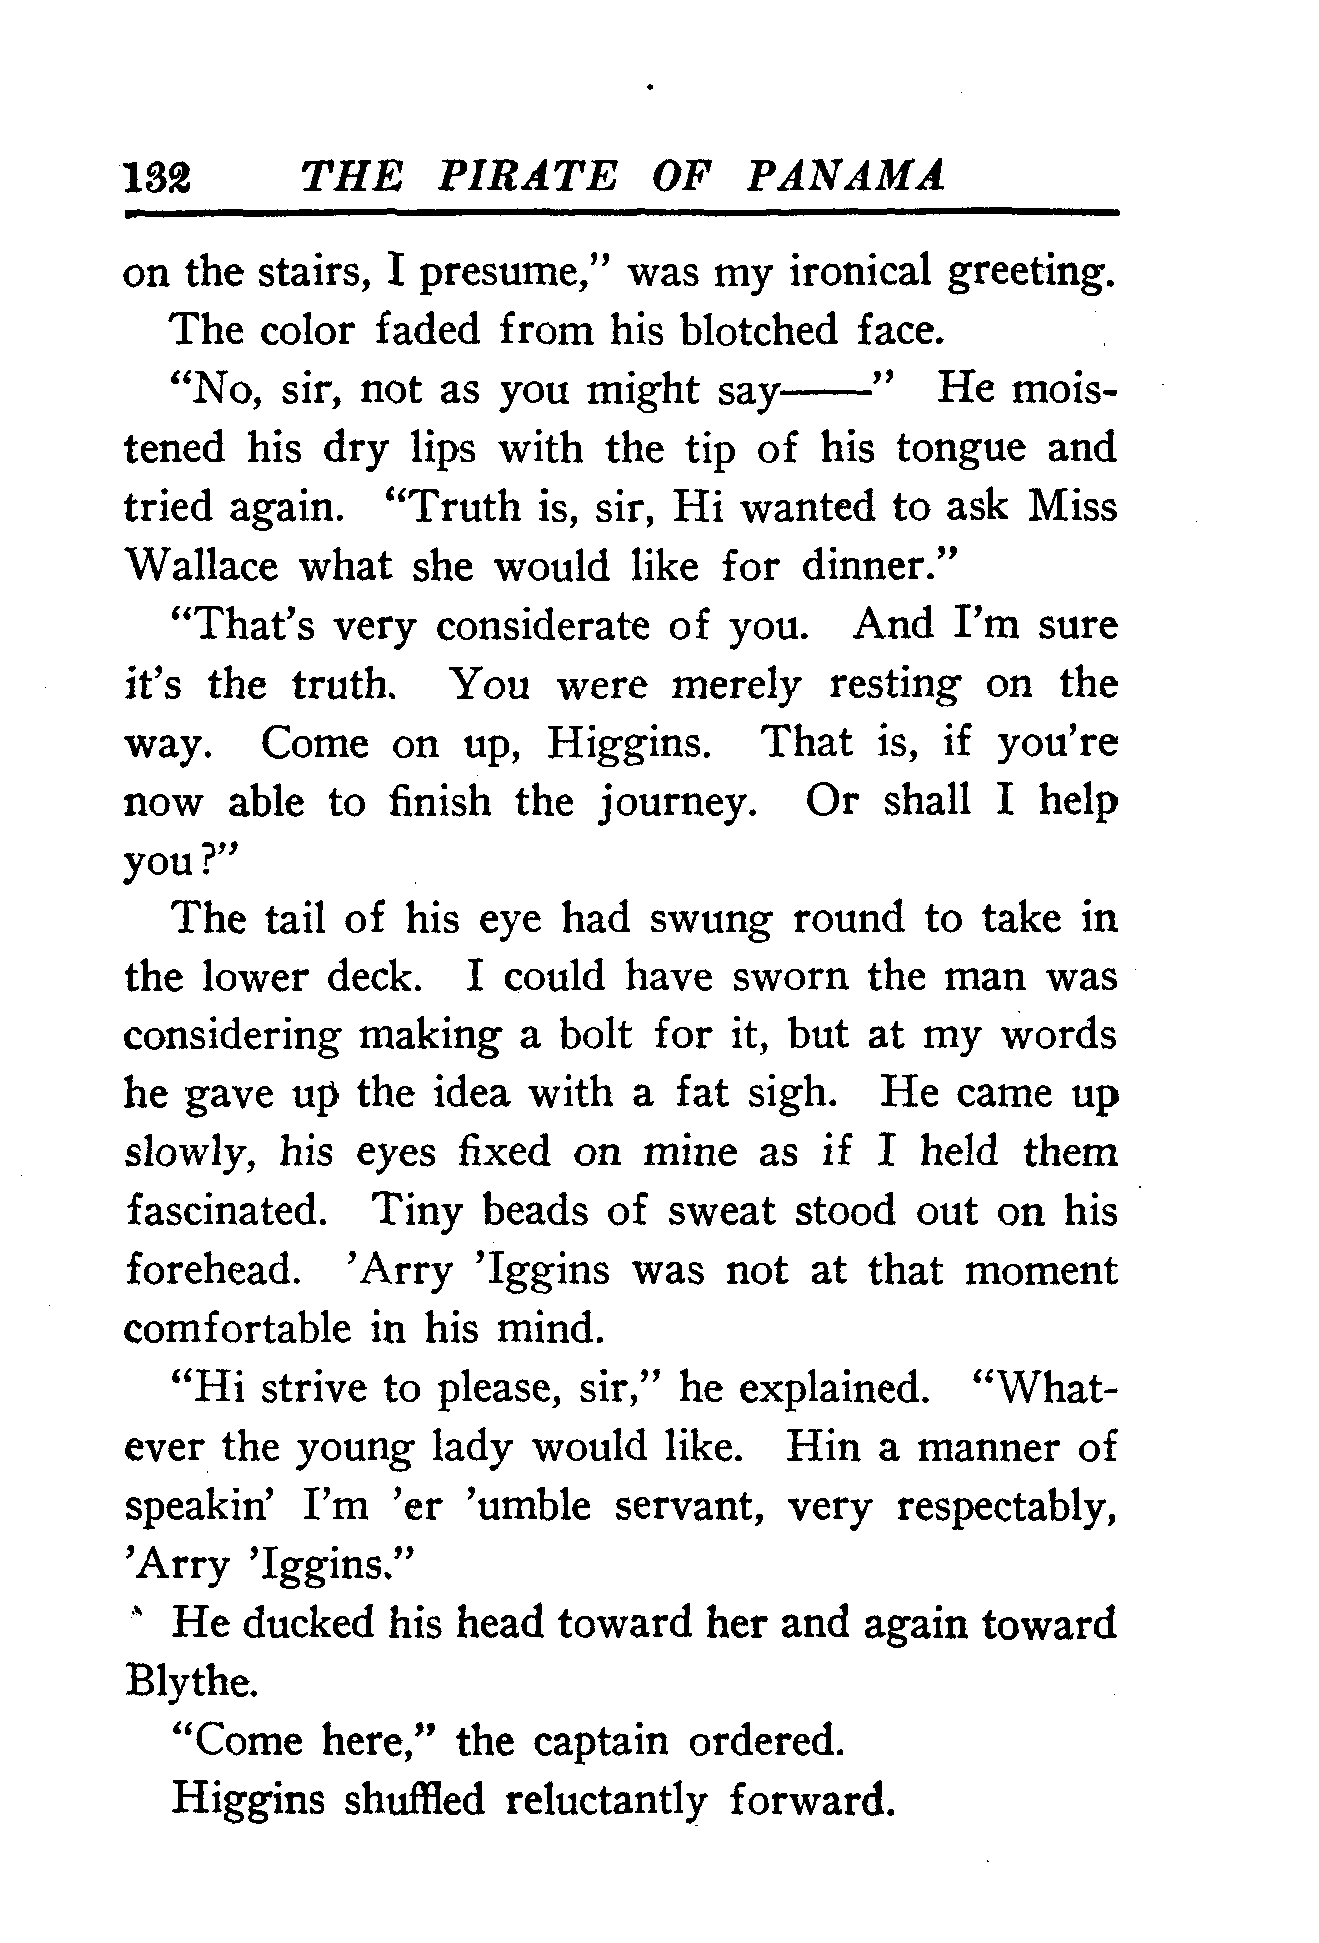 132 THE PIRATE OF PANAMA
on the stairs, I presume,” was my ironical greeting.
The color faded from his blotched face.
“No, sir, not as you might say——” He mois-
tened his dry lips with the tip of his tongue and
tried again. “Truth is, sir, Hi wanted to ask Miss
Wallace what she would like for dinner.”
“That’s very considerate of you. And I’m sure
it’s the truth. You were merely resting on the
way. Come on up, Higgins. That is, if you’re
now able to finish the journey. Or shall I help
you?”
The tail of his eye had swung round to take in
the lower deck. I could have sworn the man was
considering making a bolt for it, but at my words
he gave up the idea with a fat sigh. He came up
slowly, his eyes fixed on mine as if I held them
fascinated. Tiny beads of sweat stood out on his
forehead. ’Arry ’Iggins was not at that moment
comfortable in his mind.
“Hi strive to please, sir,” he explained. “What-
ever the young lady would like. Hin a manner of
speakin’ I’m ’er ’umble servant, very respectably,
’Arry ’Iggins.”
He ducked his head toward her and again toward
Blythe.
“Come here,” the captain ordered.
Higgins shuffled reluctantly forward.